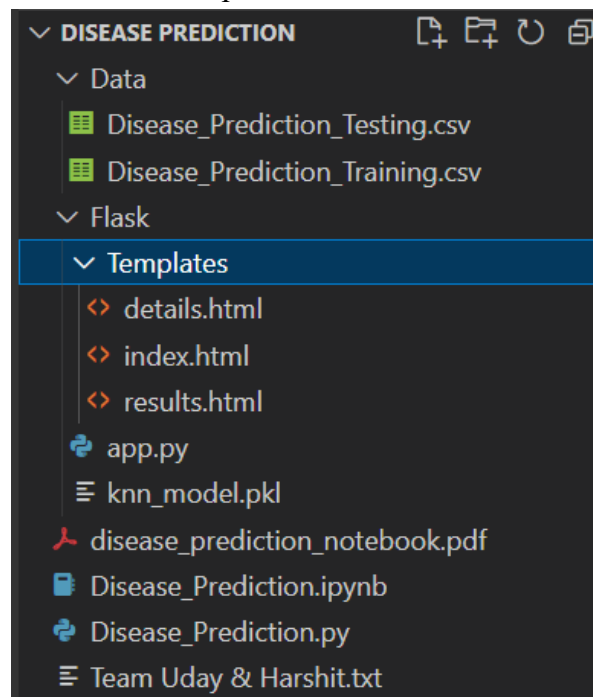 DISEASE PREDICTION
Data
Disease_Prediction_Testing.csv
Disease_Prediction_Training.csv
Flask
Templates
details.html
index.html
results.html
app.py
knn_model.pkl
disease_prediction_notebook.pdf
Disease_Prediction.ipynb
Disease_Prediction.py
Team Uday & Harshit.txt